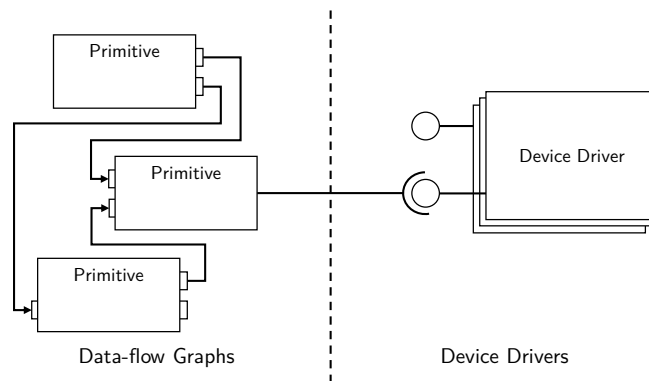 Primitive
Primitive
Device Driver
Primitive
Data-flow Graphs
Device Drivers